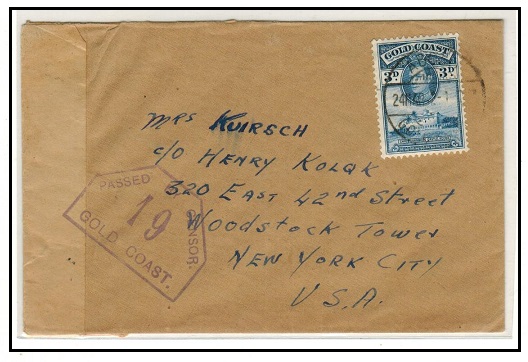 GOLD COAST
3D. 3D.
Mrs KUIRSCH
c/o HENRY KOLAK
320 EAST 42nd Street
Woodstock Tower
NEW YORK CITY
U.S.A.
PASSED
CENSOR.
19
GOLD COAST.